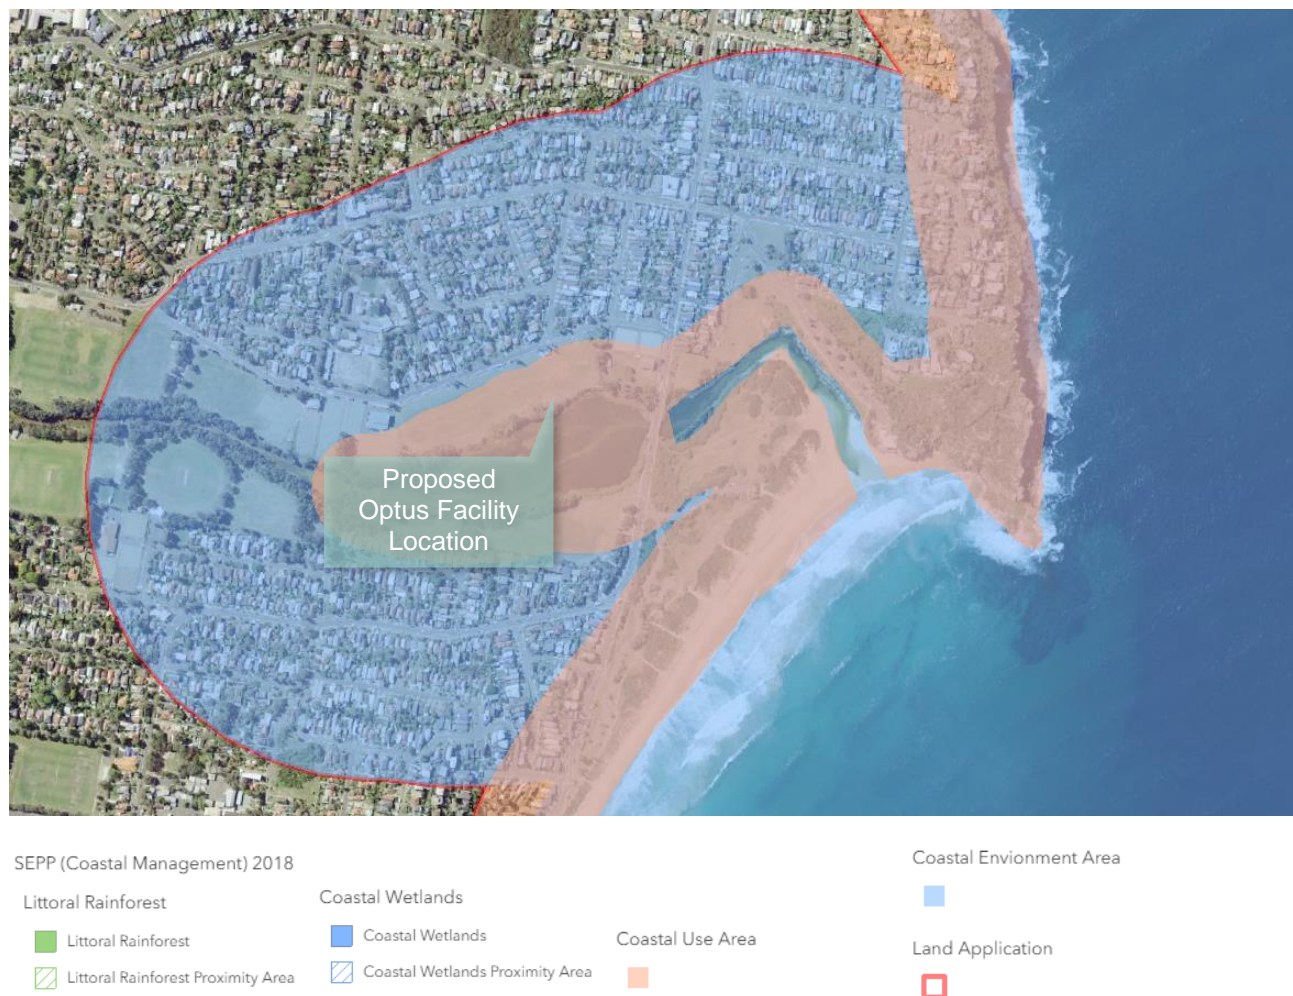 Proposed
Optus Facility
Location
SEPP (Coastal Management) 2018
Littoral Rainforest
Littoral Rainforest
Littoral Rainforest Proximity Area
Coastal Wetlands
Coastal Wetlands
Coastal Wetlands Proximity Area
Coastal Use Area
Coastal Envionment Area
Land Application